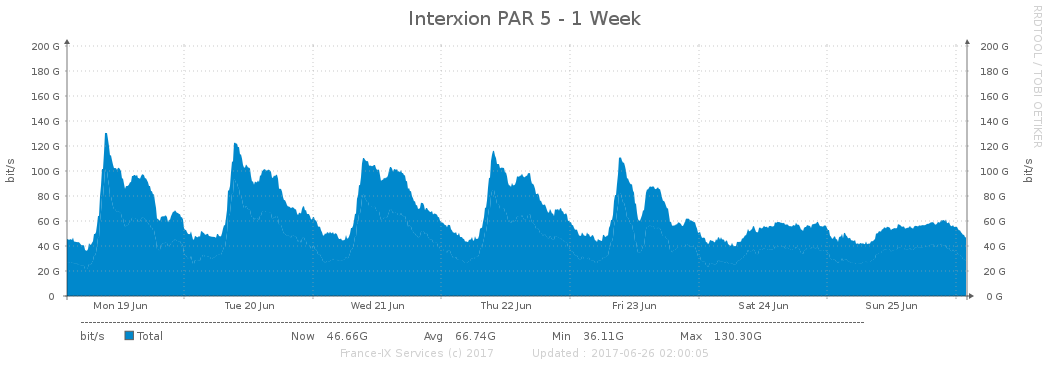 Interxion PAR 5 - 1 Week
RRDTOOL / TOBI OETIKER
bit/s
bit/s
200 G 200 G
180 G 180 G
160 G 160 G
140 G 140 G
120 G 120 G
100 G 100 G
80 G 80 G
60 G 60 G
40 G 40 G
20 G 20 G
0 0 G
Mon 19 Jun Tue 20 Jun Wed 21 Jun Thu 22 Jun Fri 23 Jun Sat 24 Jun Sun 25 Jun
bit/s Total Now 46.66G Avg 66.74G Min 36.11G Max 130.30G
France-IX Services (c) 2017 Updated : 2017-06-26 02:00:05